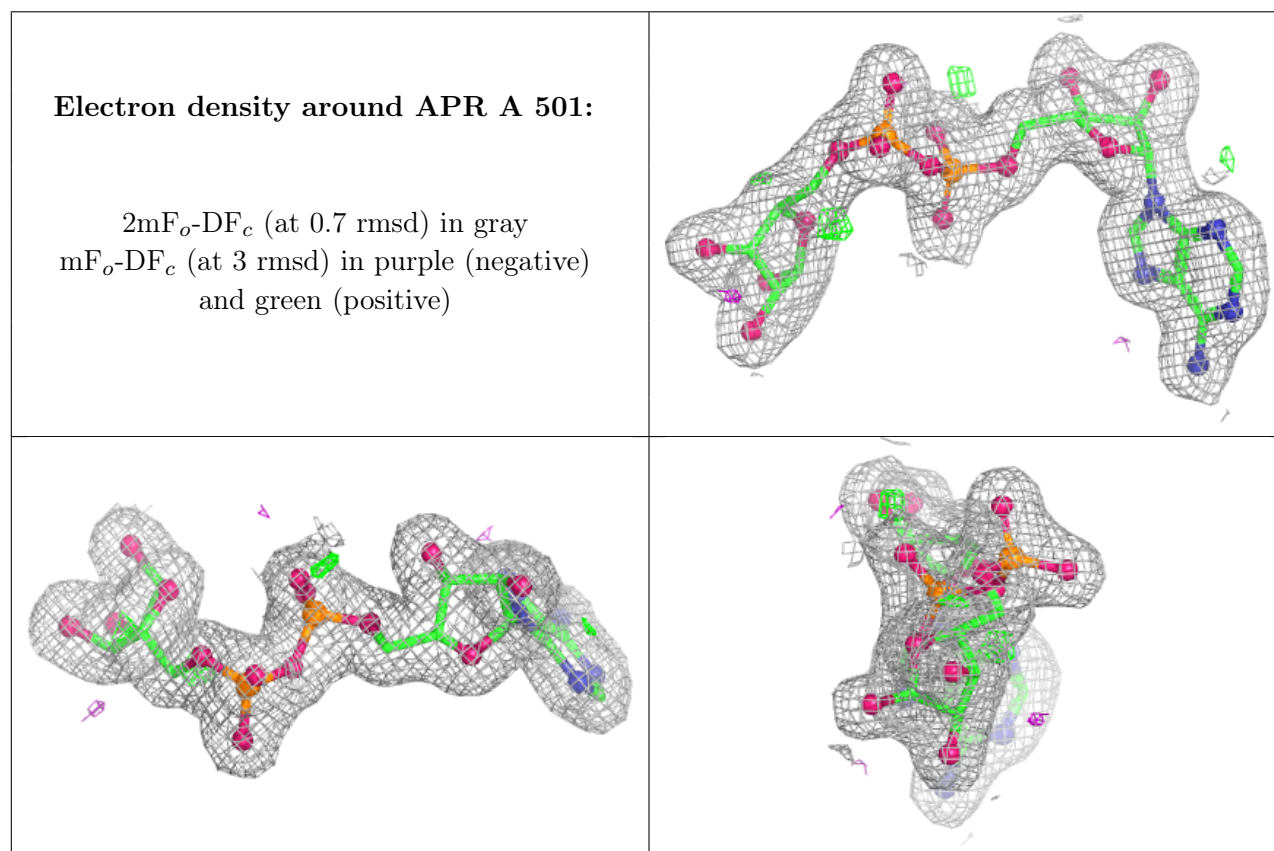 Electron density around APR A 501:
2mFₒ-DF𝒸 (at 0.7 rmsd) in gray
mFₒ-DF𝒸 (at 3 rmsd) in purple (negative)
and green (positive)